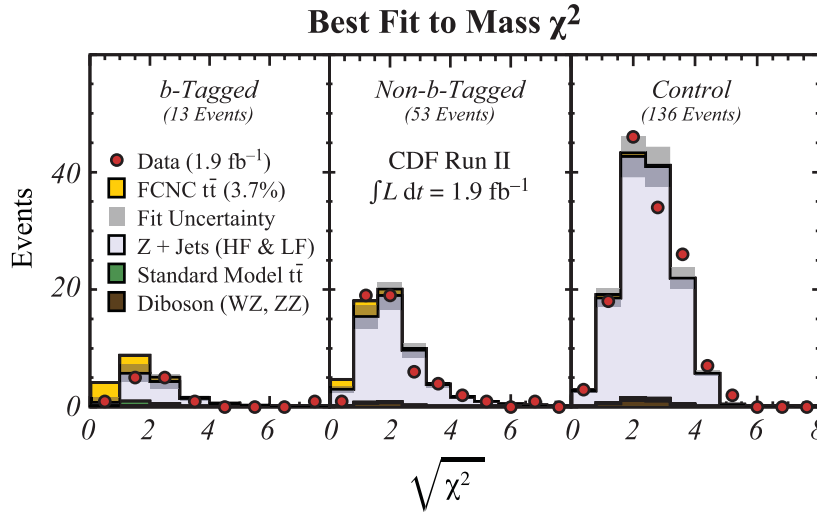 Best Fit to Mass χ²
b-Tagged
(13 Events)
Non-b-Tagged
(53 Events)
Control
(136 Events)
Data (1.9 fb⁻¹)
FCNC tt̄ (3.7%)
Fit Uncertainty
Z + Jets (HF & LF)
Standard Model tt̄
Diboson (WZ, ZZ)
CDF Run II
∫L dt = 1.9 fb⁻¹
Events
40
20
0
0 2 4 6 0 2 4 6 0 2 4 6 8
√χ²